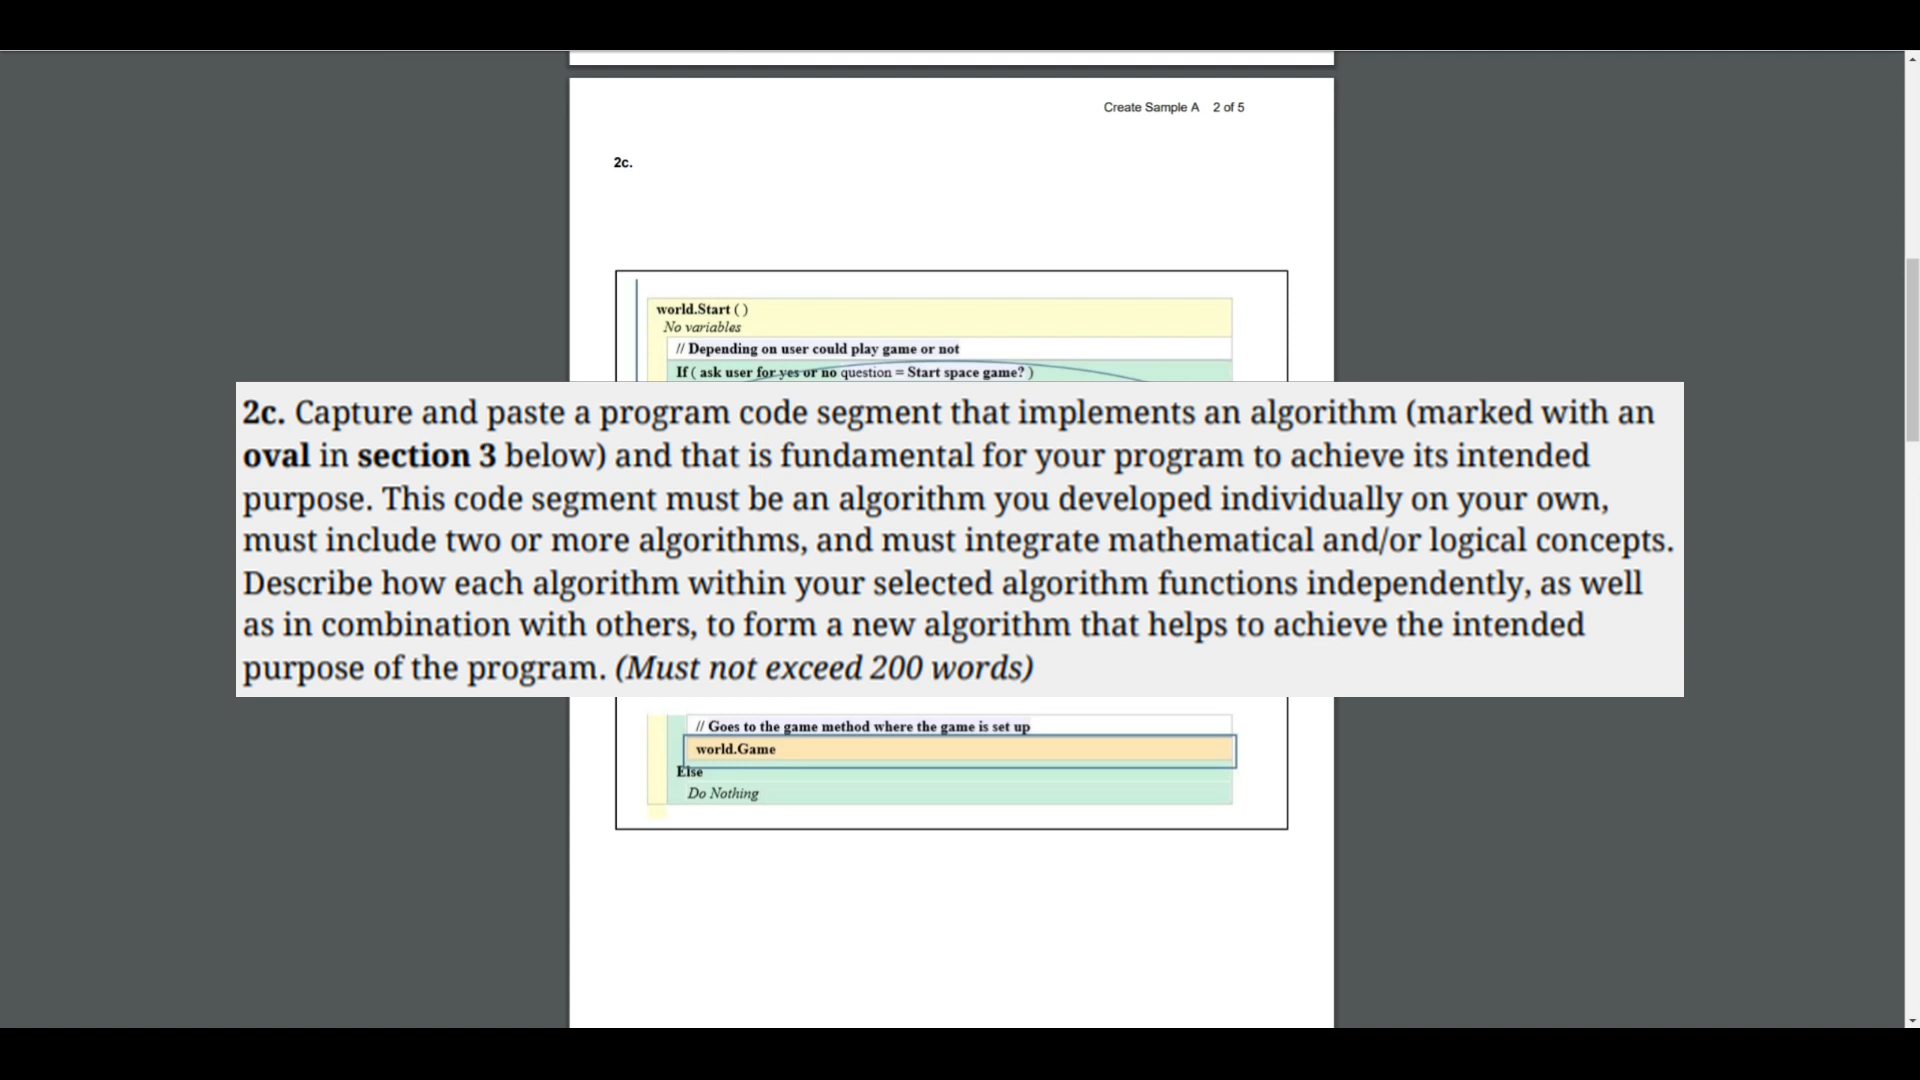 Create Sample A 2 of 5
2c.
world.Start ( )
No variables
// Depending on user could play game or not
If ( ask user for yes or no question = Start space game? )
2c. Capture and paste a program code segment that implements an algorithm (marked with an
oval in section 3 below) and that is fundamental for your program to achieve its intended
purpose. This code segment must be an algorithm you developed individually on your own,
must include two or more algorithms, and must integrate mathematical and/or logical concepts.
Describe how each algorithm within your selected algorithm functions independently, as well
as in combination with others, to form a new algorithm that helps to achieve the intended
purpose of the program. (Must not exceed 200 words)
// Goes to the game method where the game is set up
world.Game
Else
Do Nothing